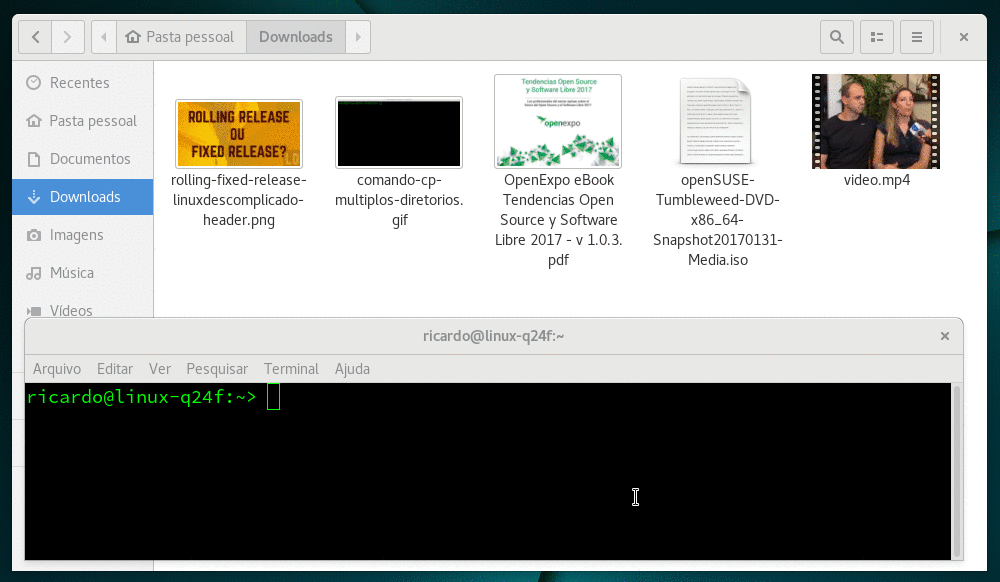 Pasta pessoal
Downloads
Recentes
Pasta pessoal
Documentos
Downloads
Imagens
Música
Vídeos
ROLLING RELEASE
OU
FIXED RELEASE?
rolling-fixed-release-
linuxdescomplicado-
header.png
comando-cp-
multiplos-diretorios.
gif
Tendencias Open Source
y Software Libre 2017
openexpo
OpenExpo eBook
Tendencias Open
Source y Software
Libre 2017 - v 1.0.3.
pdf
openSUSE-
Tumbleweed-DVD-
x86_64-
Snapshot20170131-
Media.iso
video.mp4
ricardo@linux-q24f:~
Arquivo Editar Ver Pesquisar Terminal Ajuda
ricardo@linux-q24f:~>